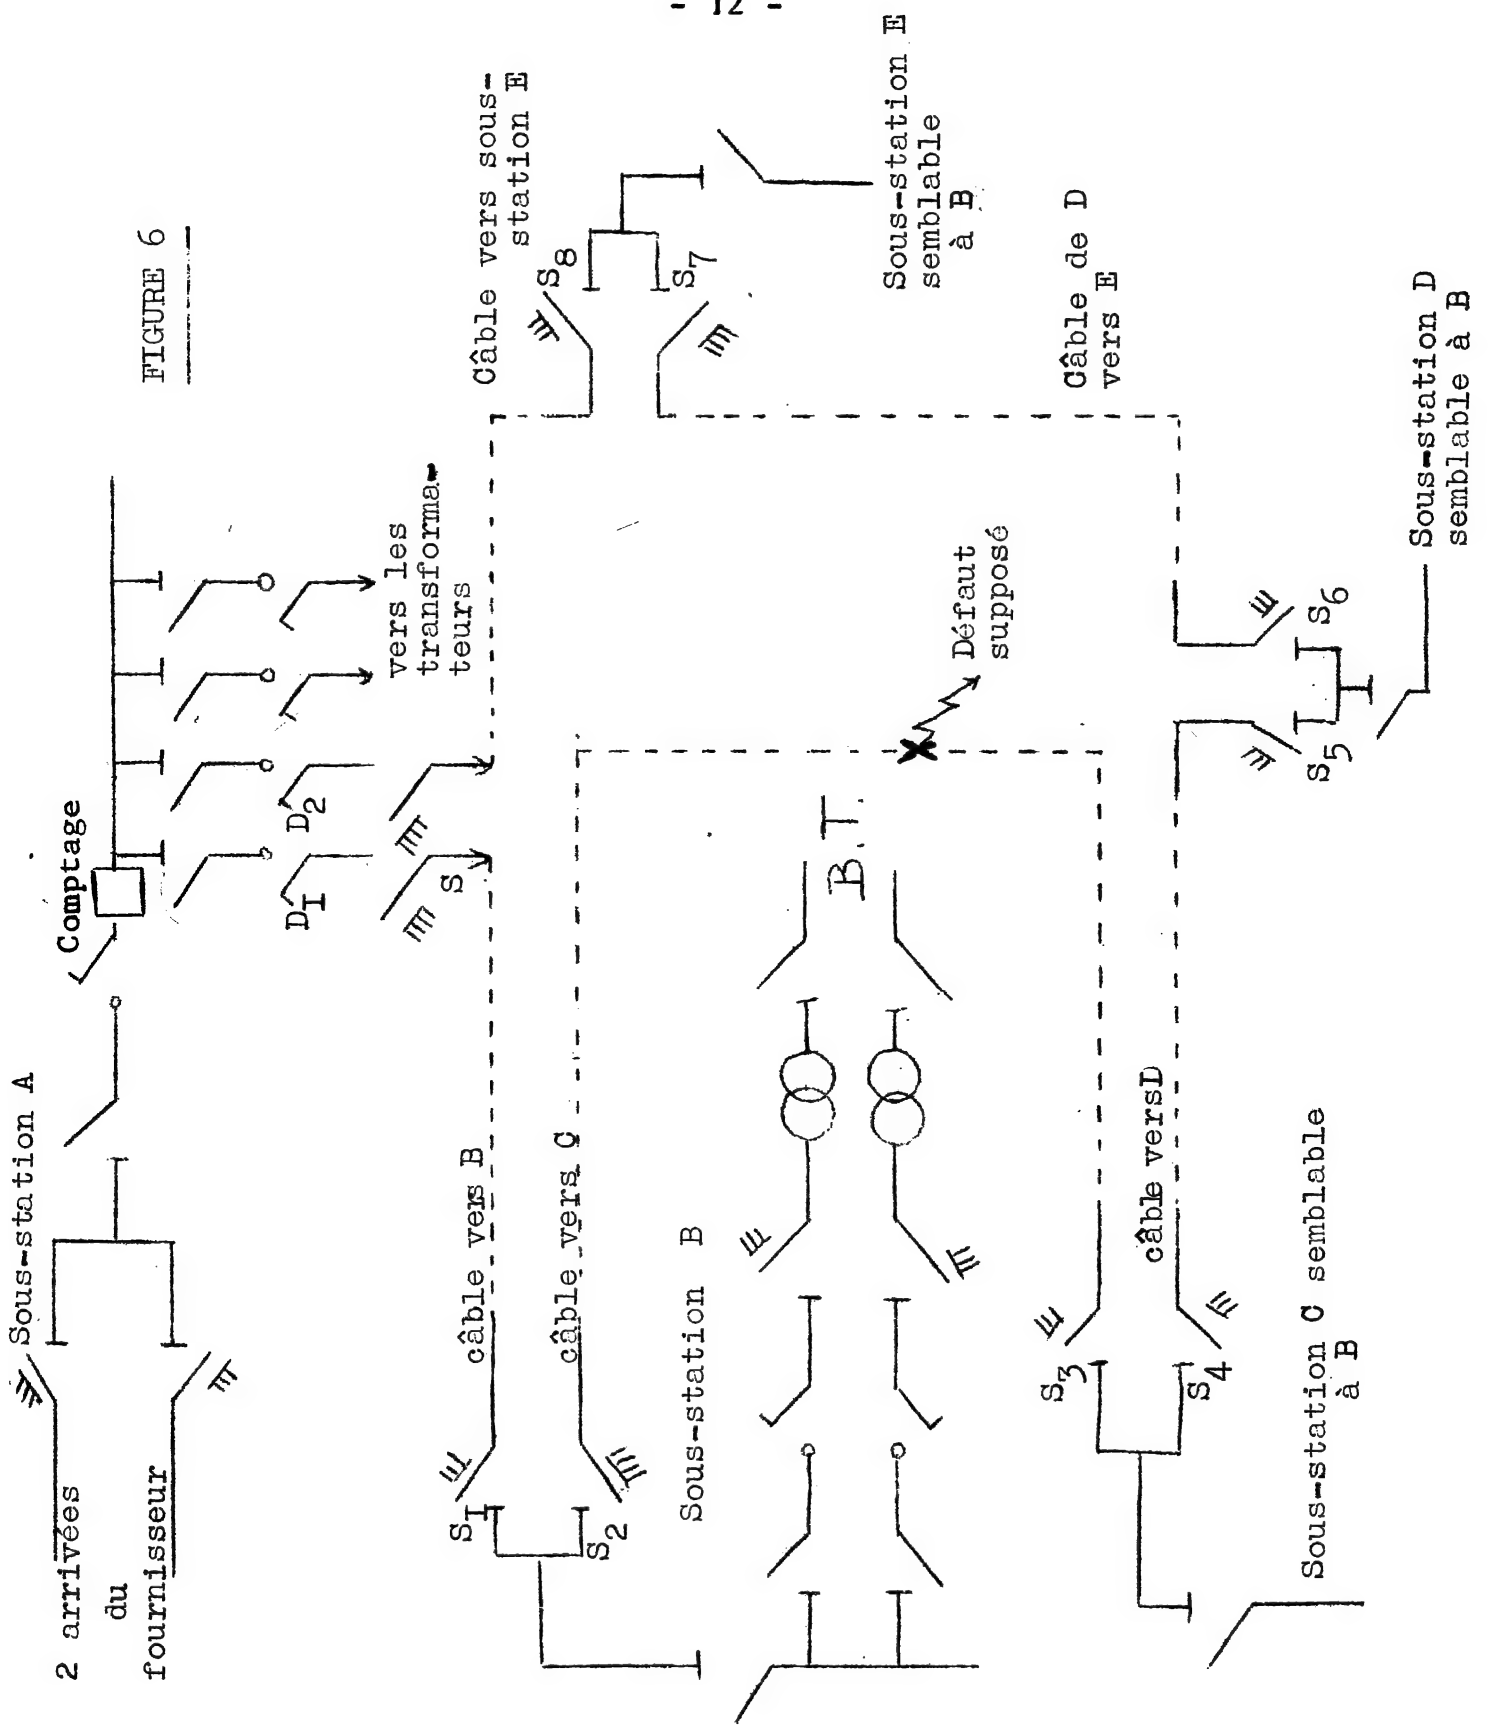 - 12 -
FIGURE 6
Sous-station A
2 arrivées
du
fournisseur
Comptage
D1
D2
S
vers les
transforma-
teurs
câble vers B
câble vers C
S1
S2
Sous-station B
B.T.
Câble vers sous-
station E
S8
S7
Sous-station E
semblable
à B
Câble de D
vers E
Défaut
supposé
S3
S4
câble versD
Sous-station C semblable
à B
S5
S6
Sous-station D
semblable à B